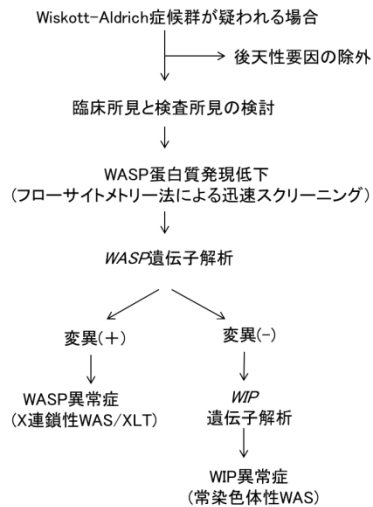 Wiskott-Aldrich症候群が疑われる場合
後天性要因の除外
臨床所見と検査所見の検討
WASP蛋白質発現低下
(フローサイトメトリー法による迅速スクリーニング)
WASP遺伝子解析
変異(+)
変異(-)
WASP異常症
(X連鎖性WAS/XLT)
WIP
遺伝子解析
WIP異常症
(常染色体性WAS)